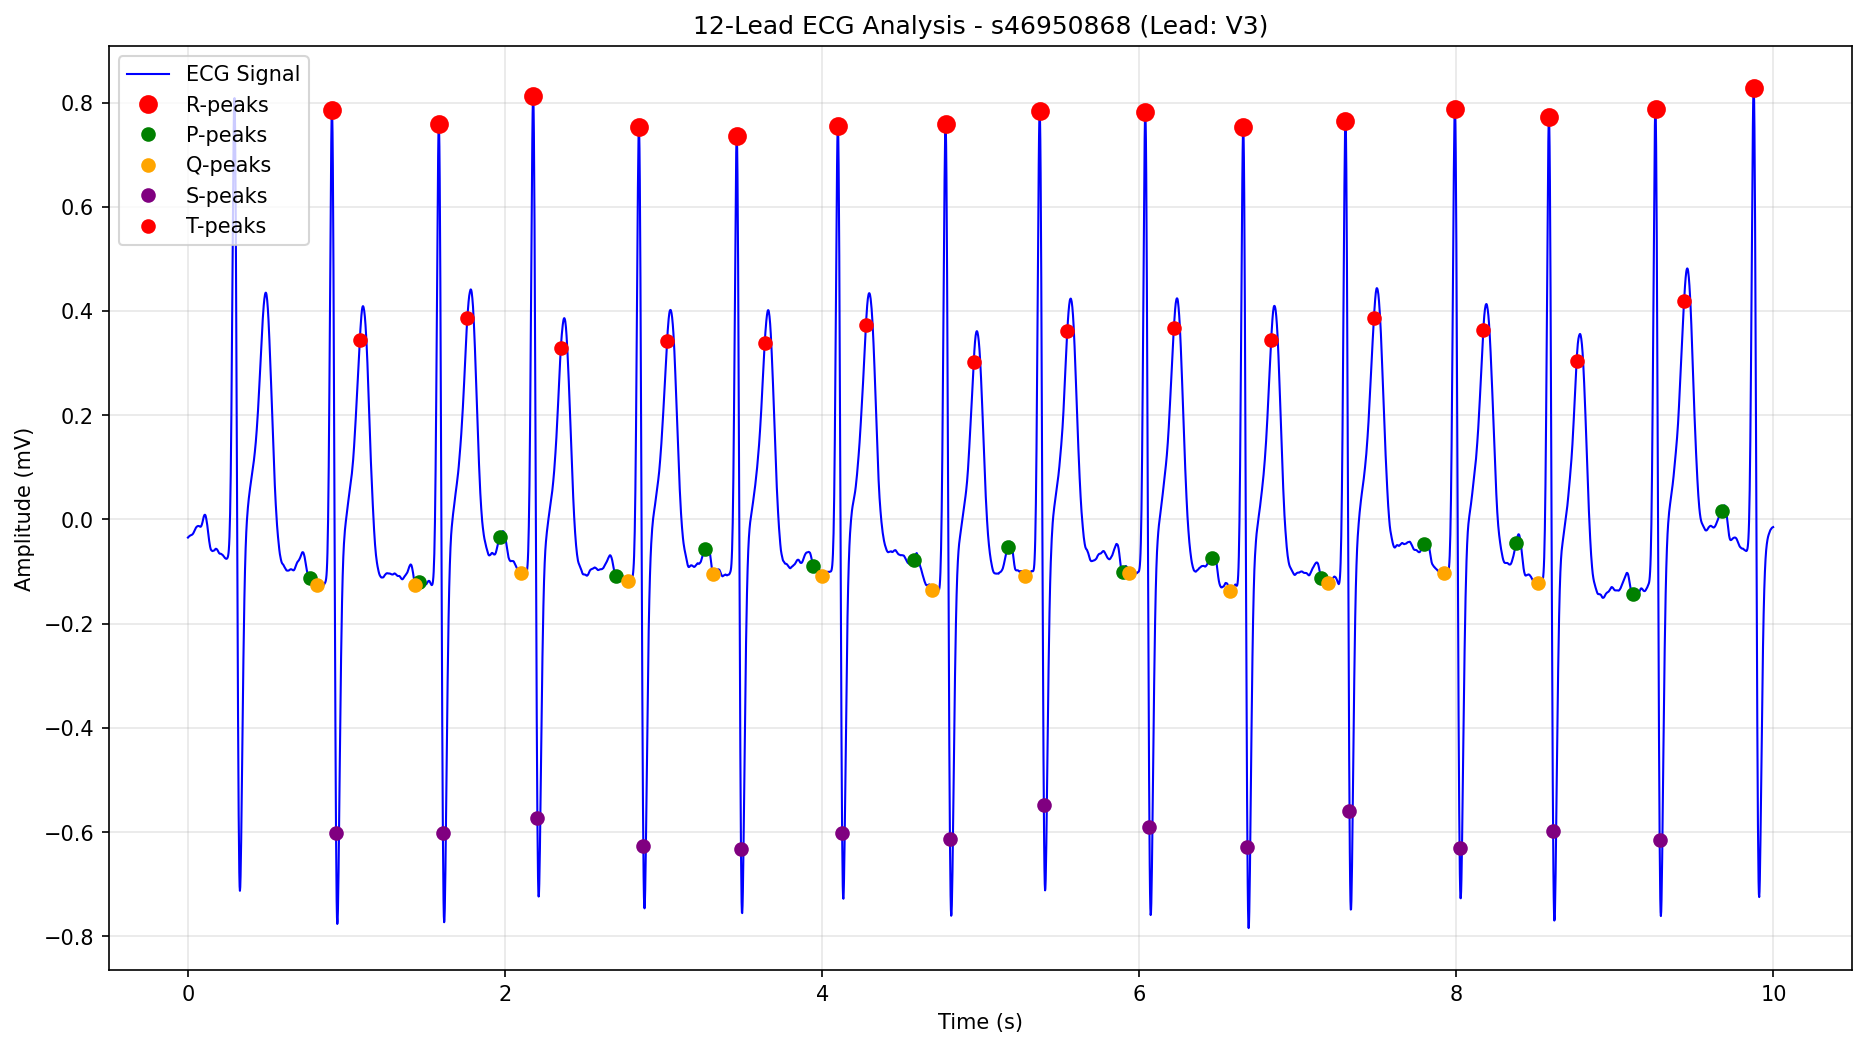 12-Lead ECG Analysis - s46950868 (Lead: V3)
ECG Signal
R-peaks
P-peaks
Q-peaks
S-peaks
T-peaks
Amplitude (mV)
0.8
0.6
0.4
0.2
0.0
−0.2
−0.4
−0.6
−0.8
0 2 4 6 8 10
Time (s)